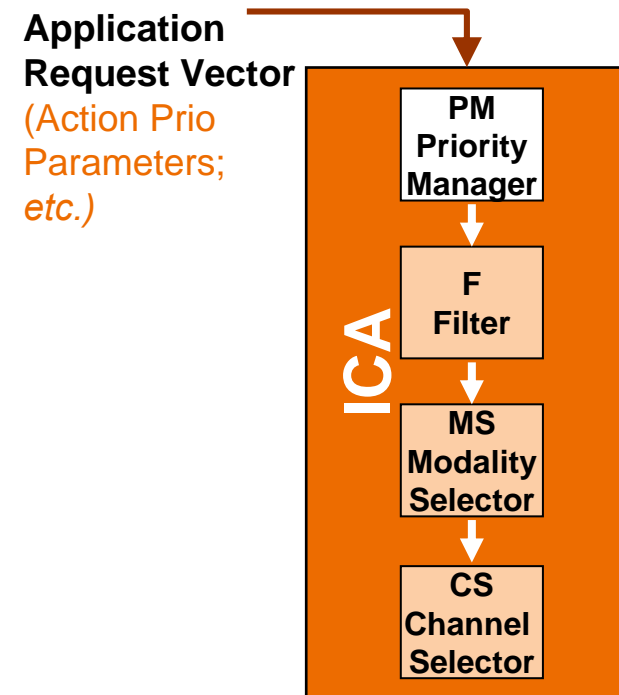 Application
Request Vector
(Action Prio
Parameters;
etc.)
PM
Priority
Manager
F
Filter
ICA
MS
Modality
Selector
CS
Channel
Selector